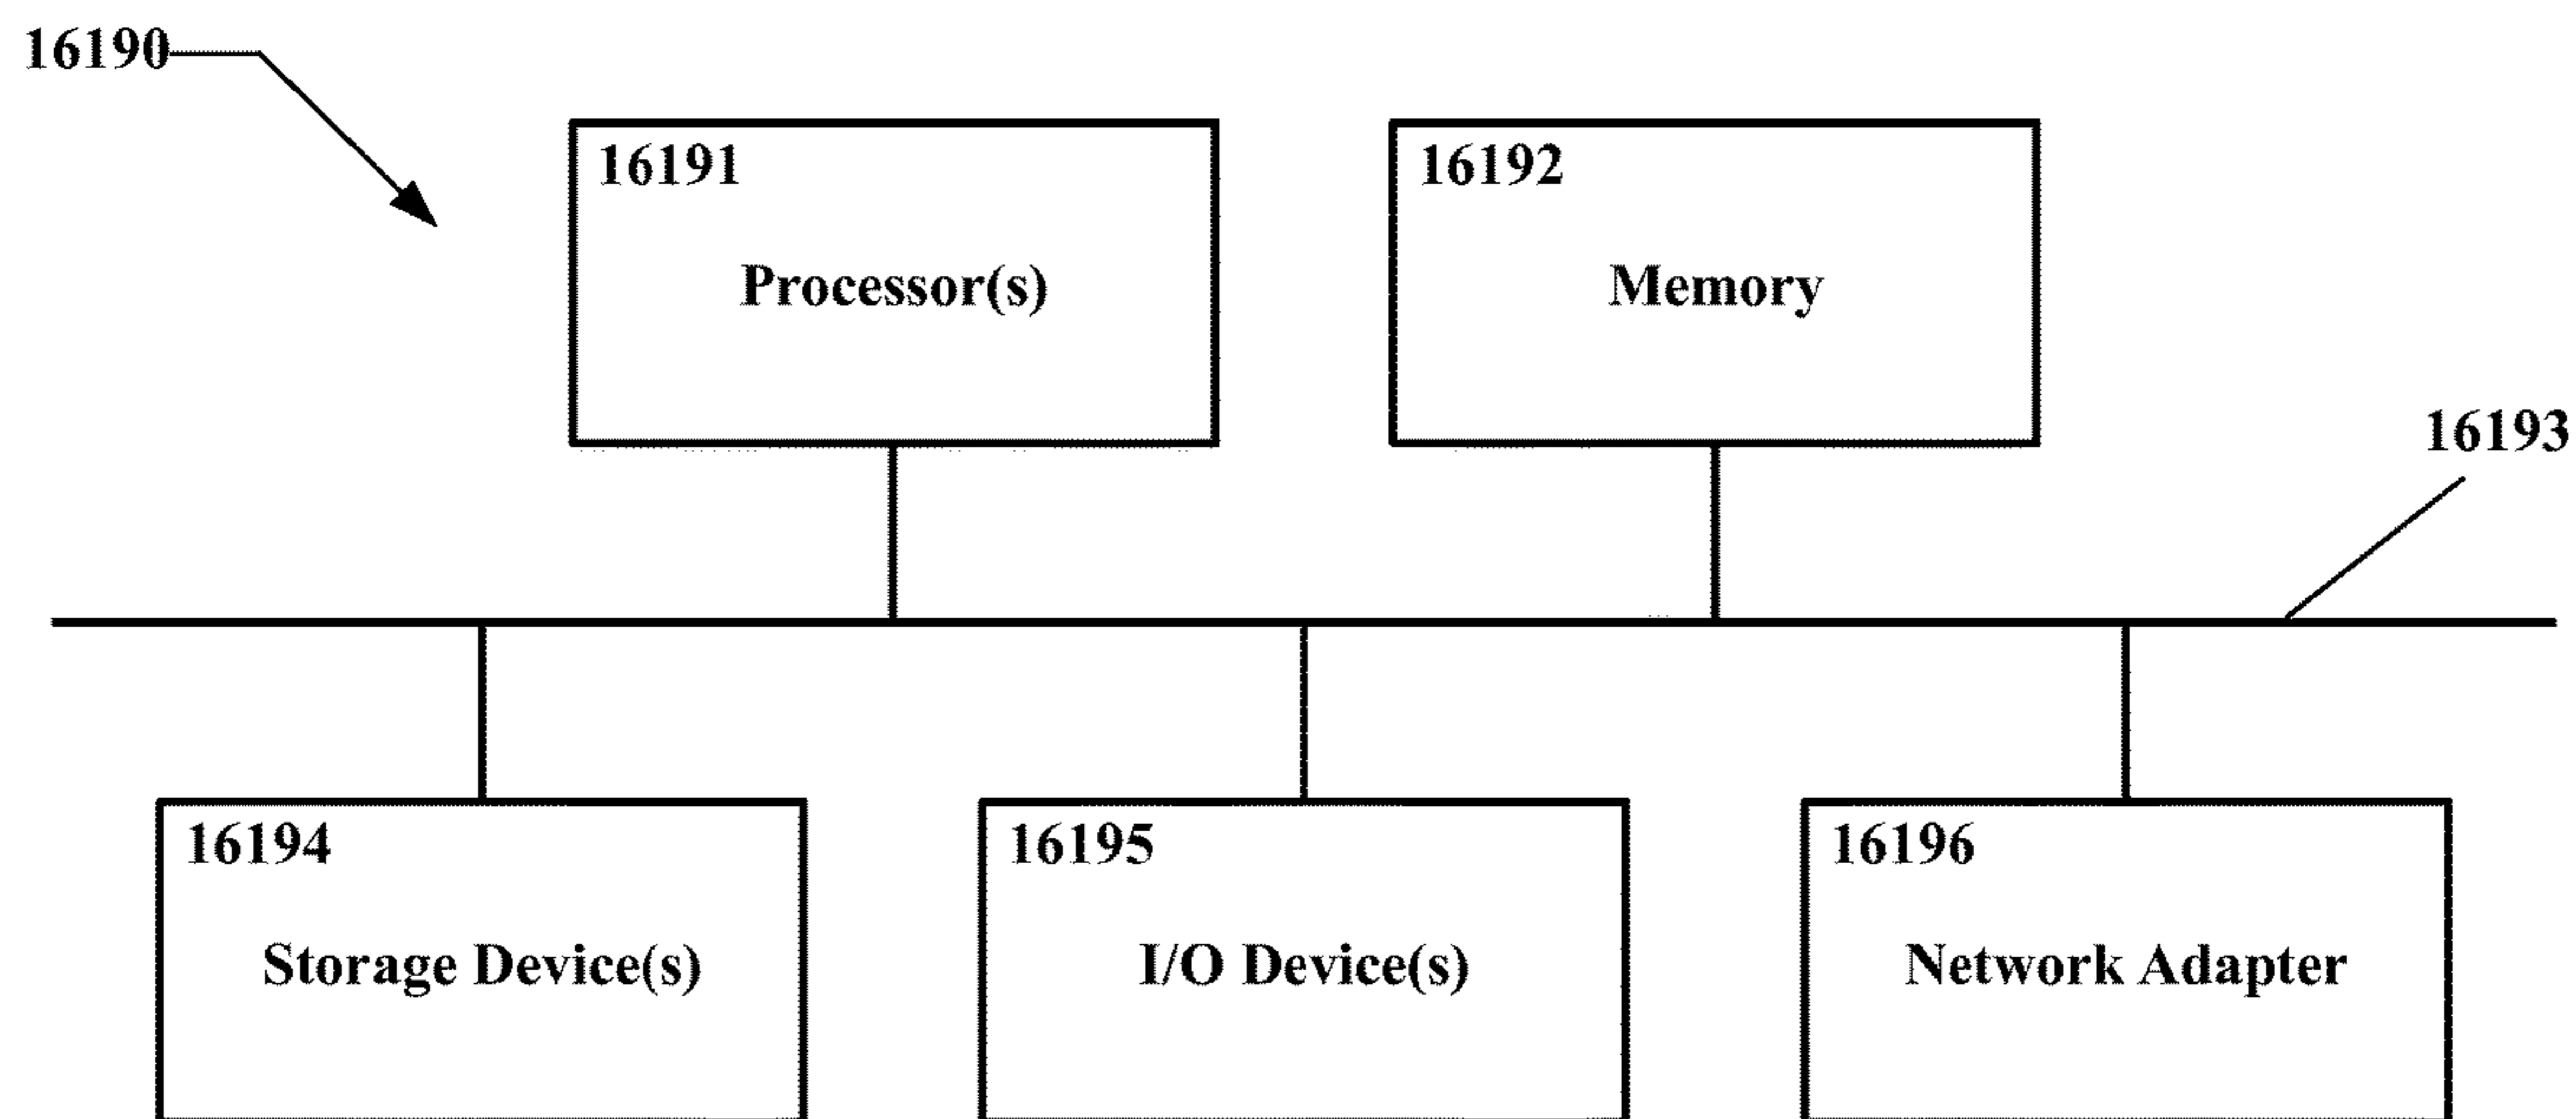 16190
16191
16192
Processor(s)
Memory
16193
16194
16195
16196
Storage Device(s)
I/O Device(s)
Network Adapter